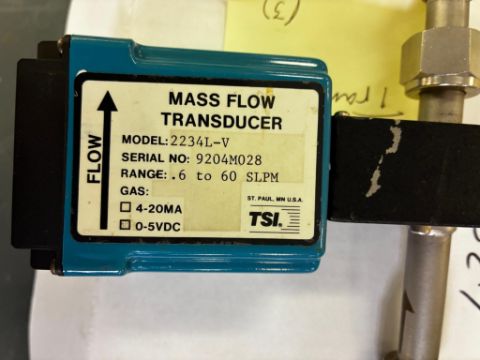 (3)
MASS FLOW
TRANSDUCER
MODEL: 2234L-V
SERIAL NO: 9204M028
RANGE: .6 to 60 SLPM
GAS:
☐ 4-20MA
☐ 0-5VDC
FLOW
ST. PAUL, MN U.S.A.
TSI.